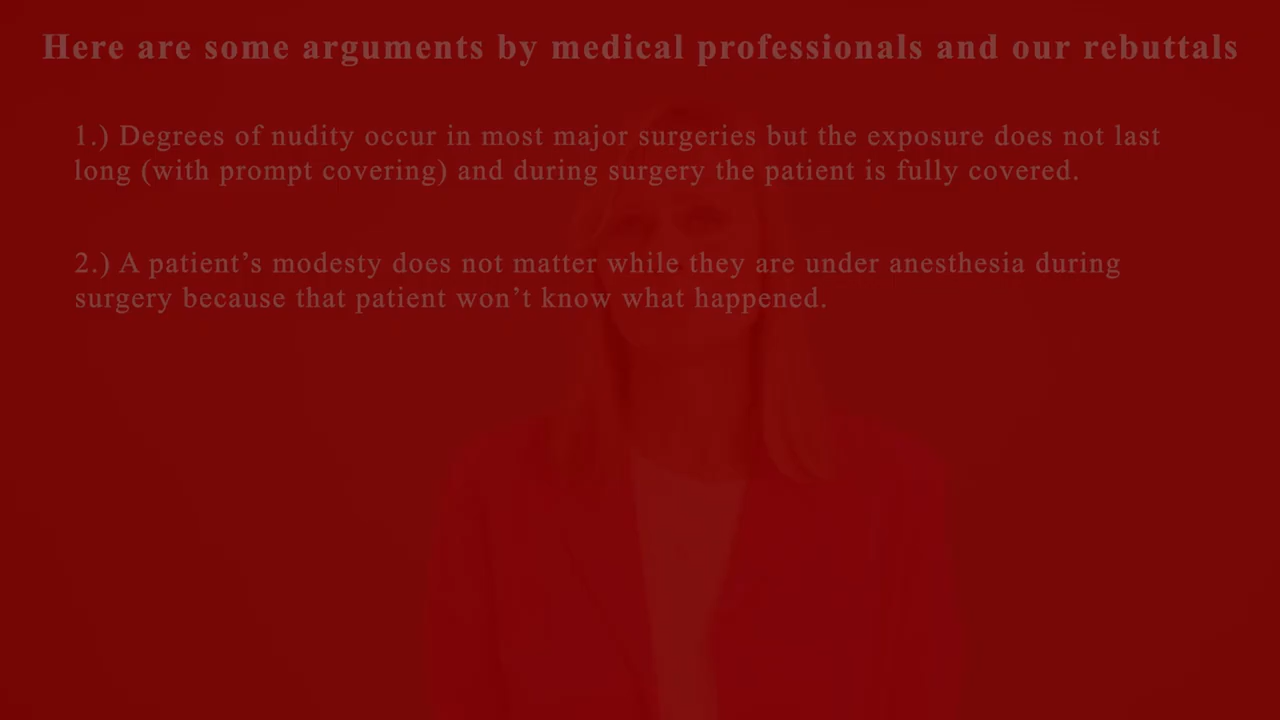 Here are some arguments by medical professionals and our rebuttals
1.) Degrees of nudity occur in most major surgeries but the exposure does not last
long (with prompt covering) and during surgery the patient is fully covered.
2.) A patient’s modesty does not matter while they are under anesthesia during
surgery because that patient won’t know what happened.